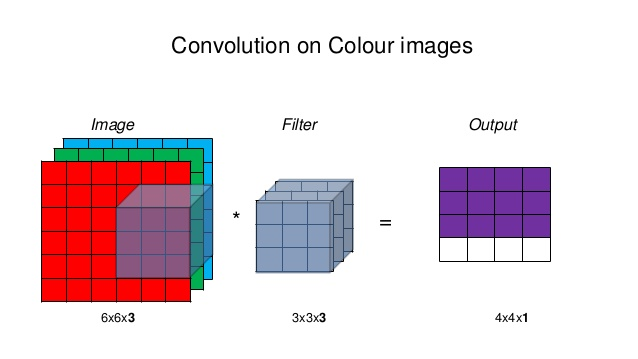 Convolution on Colour images
Image
Filter
Output
*
=
6x6x3
3x3x3
4x4x1